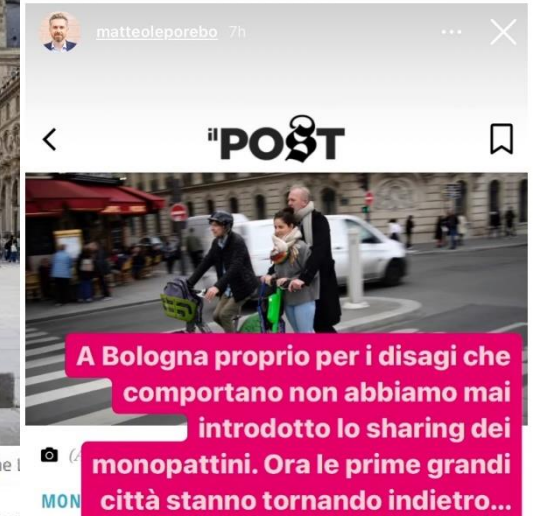 matteoleporebo 7h
il POST
A Bologna proprio per i disagi che
comportano non abbiamo mai
introdotto lo sharing dei
monopattini. Ora le prime grandi
città stanno tornando indietro...
MON